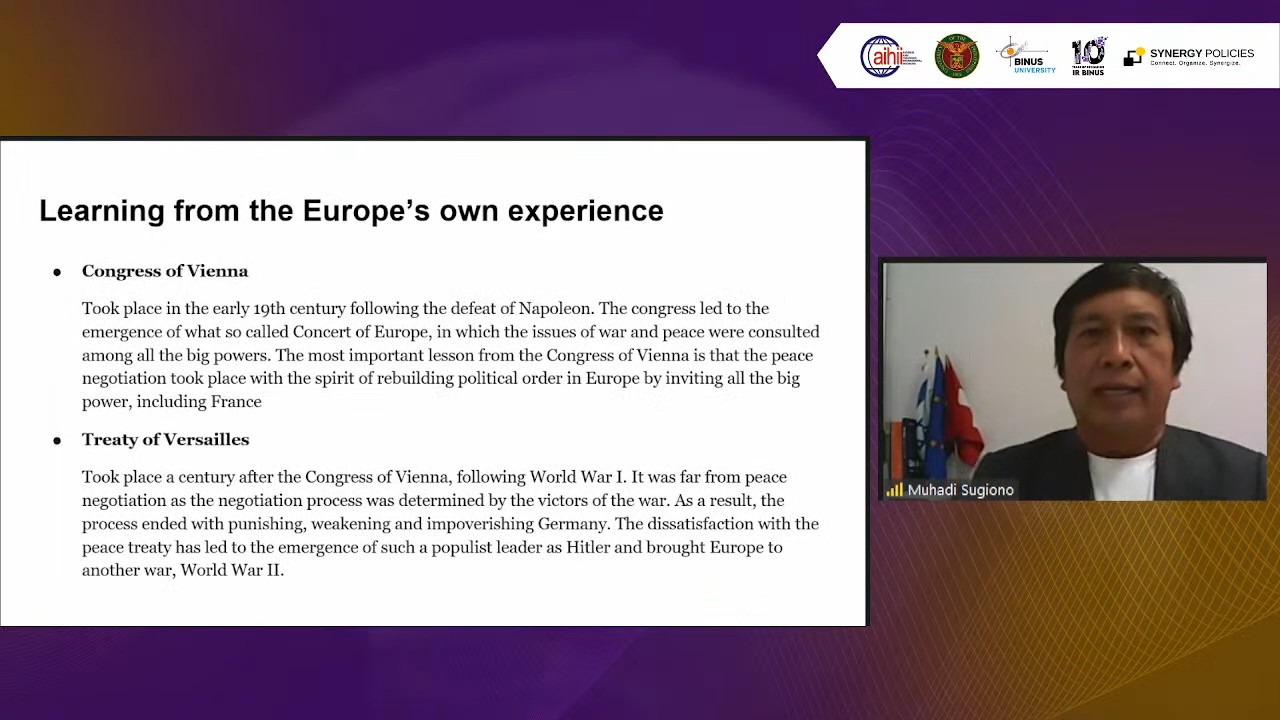 aihii
BINUS
UNIVERSITY
10
IR BINUS
SYNERGY POLICIES
Connect. Organize. Synergize.
Learning from the Europe's own experience
● Congress of Vienna
Took place in the early 19th century following the defeat of Napoleon. The congress led to the
emergence of what so called Concert of Europe, in which the issues of war and peace were consulted
among all the big powers. The most important lesson from the Congress of Vienna is that the peace
negotiation took place with the spirit of rebuilding political order in Europe by inviting all the big
power, including France
● Treaty of Versailles
Took place a century after the Congress of Vienna, following World War I. It was far from peace
negotiation as the negotiation process was determined by the victors of the war. As a result, the
process ended with punishing, weakening and impoverishing Germany. The dissatisfaction with the
peace treaty has led to the emergence of such a populist leader as Hitler and brought Europe to
another war, World War II.
Muhadi Sugiono